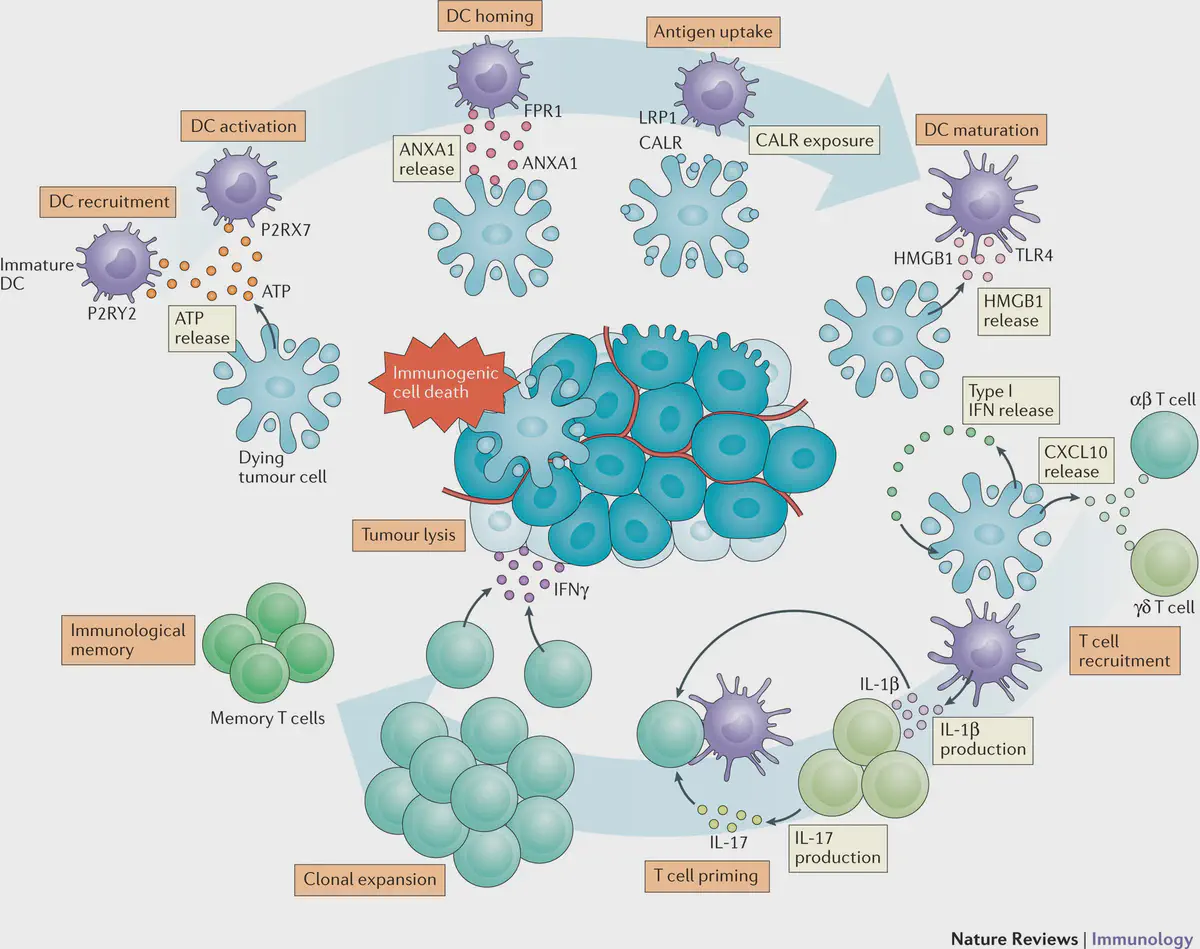 DC homing
Antigen uptake
DC activation
FPR1
LRP1
ANXA1
release
ANXA1
CALR
CALR exposure
DC maturation
DC recruitment
P2RX7
Immature
DC
HMGB1
TLR4
P2RY2
ATP
ATP
release
HMGB1
release
Immunogenic
cell death
Type I
IFN release
αβ T cell
CXCL10
release
Dying
tumour cell
Tumour lysis
IFNγ
γδ T cell
Immunological
memory
T cell
recruitment
Memory T cells
IL-1β
IL-1β
production
IL-17
IL-17
production
Clonal expansion
T cell priming
Nature Reviews | Immunology